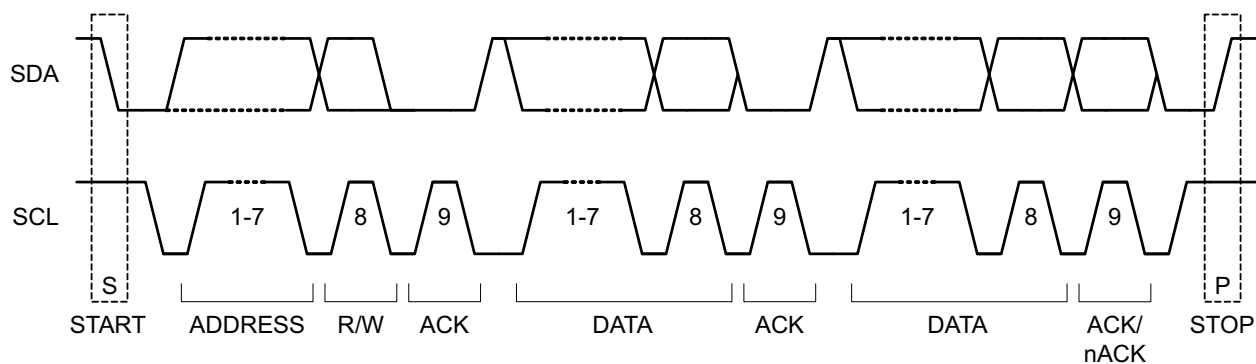 SDA
SCL
1-7
8
9
1-7
8
9
1-7
8
9
S
P
START
ADDRESS
R/W
ACK
DATA
ACK
DATA
ACK/
nACK
STOP